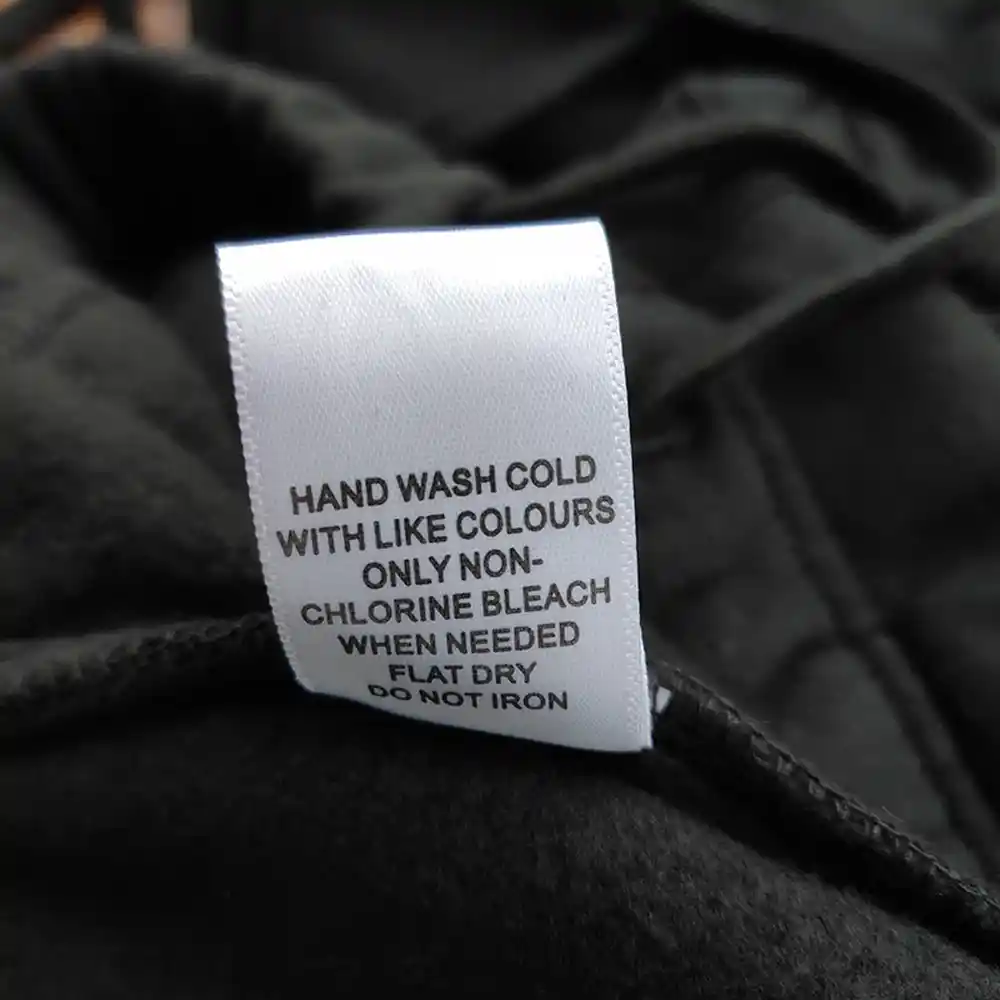 HAND WASH COLD
WITH LIKE COLOURS
ONLY NON-
CHLORINE BLEACH
WHEN NEEDED
FLAT DRY
DO NOT IRON